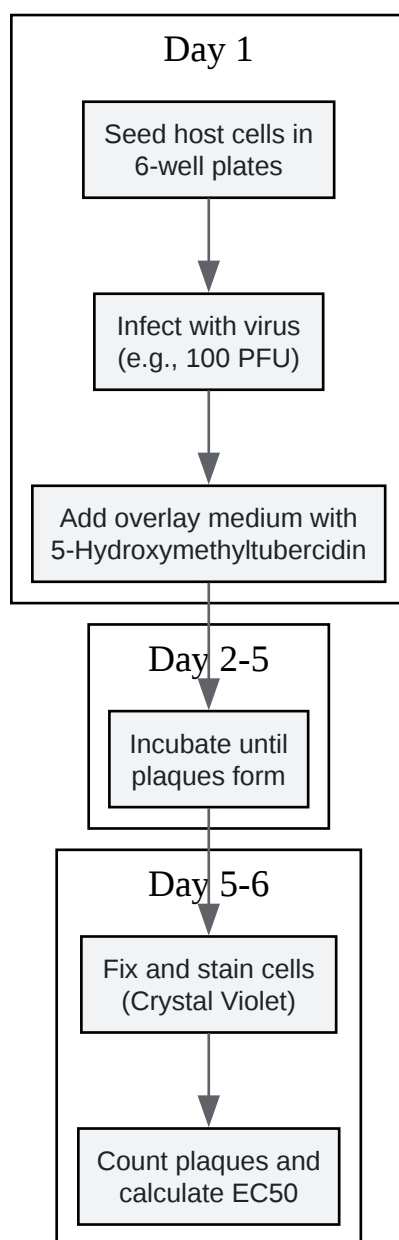 Day 1
Seed host cells in
6-well plates
Infect with virus
(e.g., 100 PFU)
Add overlay medium with
5-Hydroxymethyltubercidin
Day 2-5
Incubate until
plaques form
Day 5-6
Fix and stain cells
(Crystal Violet)
Count plaques and
calculate EC50